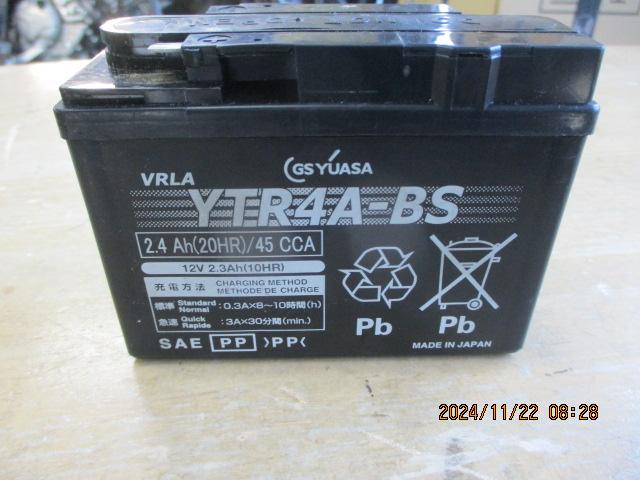 GS YUASA
VRLA
YTR4A-BS
2.4 Ah(20HR)/45 CCA
12V 2.3Ah(10HR)
充電方法 CHARGING METHOD
METHODE DE CHARGE
標準 Standard Normal :0.3A×8～10時間(h)
急速 Quick Rapide :3A×30分間(min.)
SAE PP >PP<
Pb
Pb
MADE IN JAPAN
2024/11/22 08:28